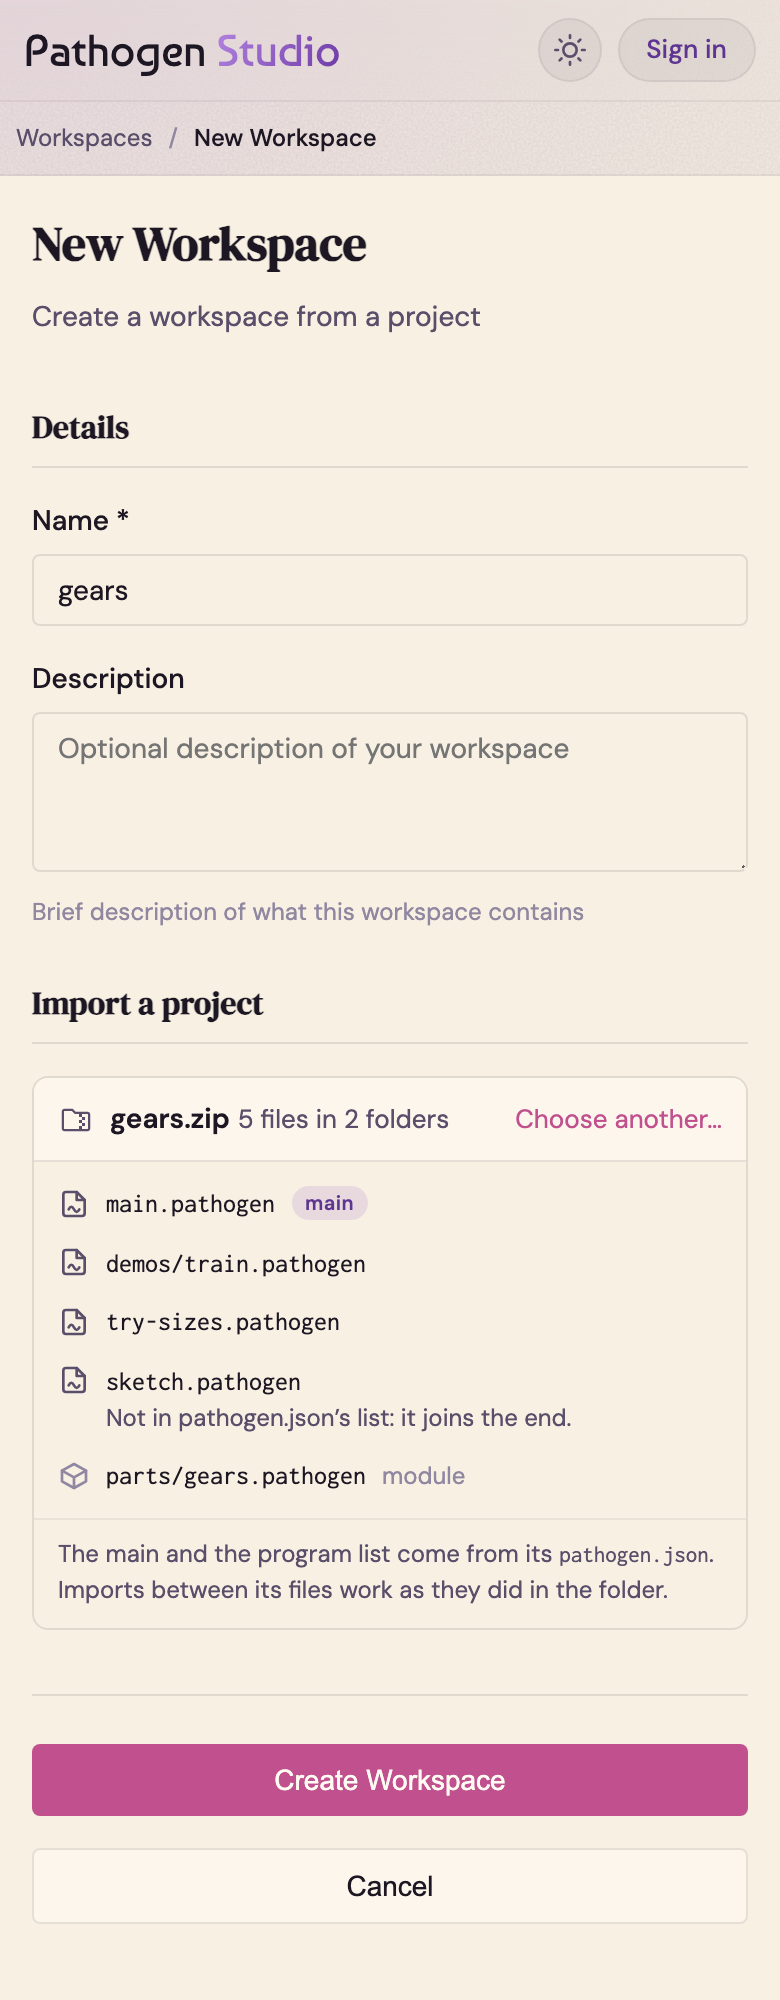 Pathogen Studio
Sign in
Workspaces / New Workspace
New Workspace
Create a workspace from a project
Details
Name *
gears
Description
Optional description of your workspace
Brief description of what this workspace contains
Import a project
gears.zip 5 files in 2 folders Choose another…
main.pathogen main
demos/train.pathogen
try-sizes.pathogen
sketch.pathogen
Not in pathogen.json’s list: it joins the end.
parts/gears.pathogen module
The main and the program list come from its pathogen.json.
Imports between its files work as they did in the folder.
Create Workspace
Cancel